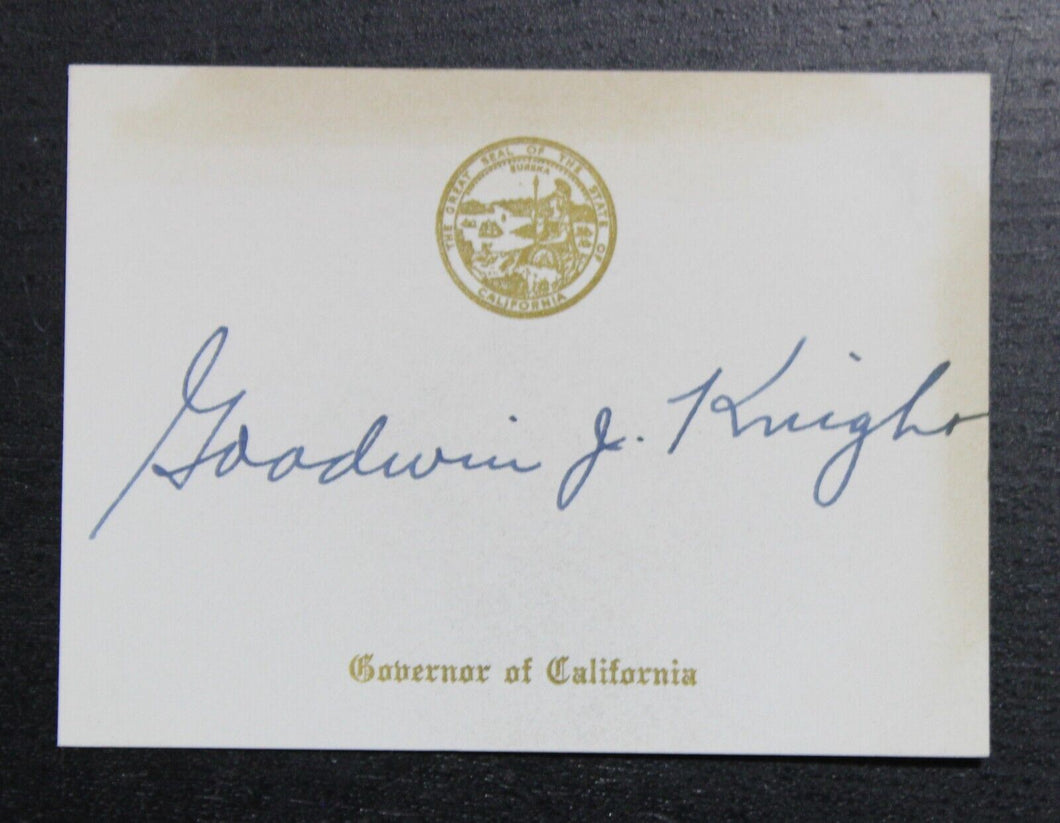 THE GREAT SEAL OF THE STATE OF CALIFORNIA
EUREKA
Goodwin J. Knight
Governor of California